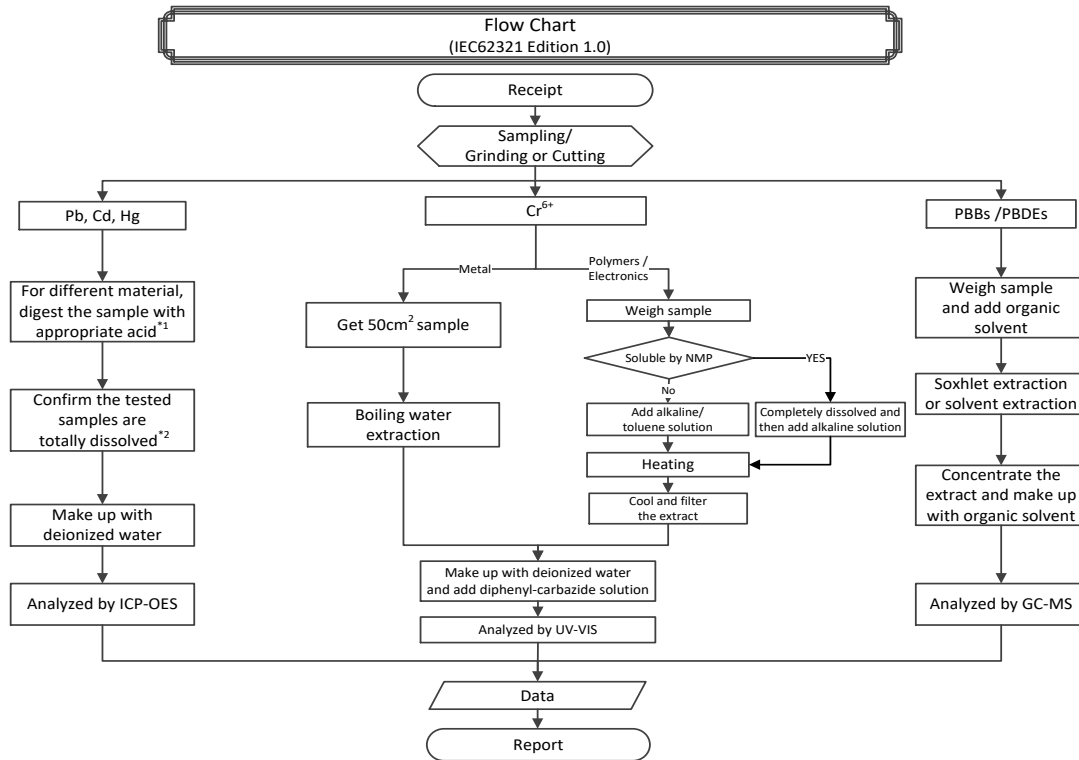 Flow Chart
(IEC62321 Edition 1.0)
Receipt
Sampling/
Grinding or Cutting
Pb, Cd, Hg
For different material,
digest the sample with
appropriate acid*1
Confirm the tested
samples are
totally dissolved*2
Make up with
deionized water
Analyzed by ICP-OES
Cr6+
Metal
Get 50cm2 sample
Boiling water
extraction
Polymers /
Electronics
Weigh sample
Soluble by NMP
YES
No
Add alkaline/
toluene solution
Completely dissolved and
then add alkaline solution
Heating
Cool and filter
the extract
Make up with deionized water
and add diphenyl-carbazide solution
Analyzed by UV-VIS
PBBs /PBDEs
Weigh sample
and add organic
solvent
Soxhlet extraction
or solvent extraction
Concentrate the
extract and make up
with organic solvent
Analyzed by GC-MS
Data
Report